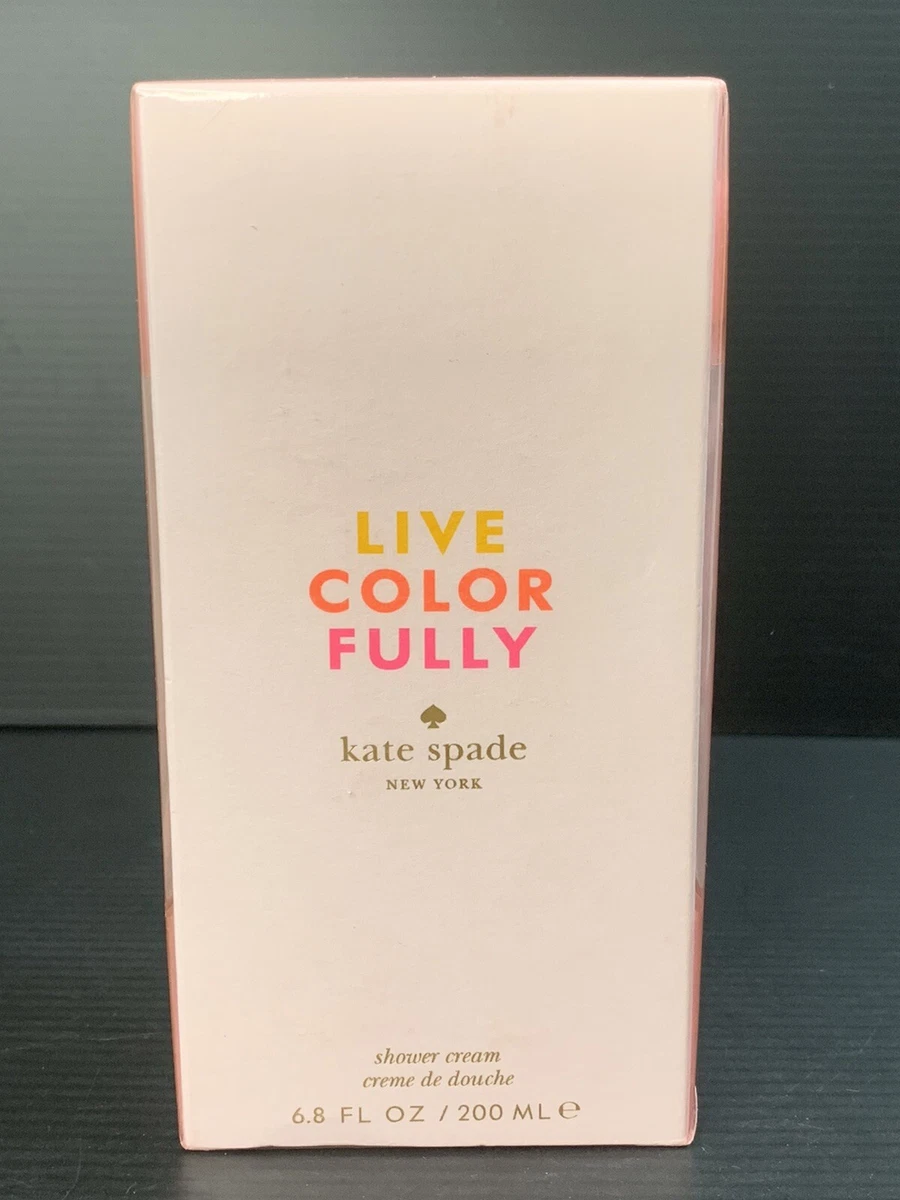 LIVE
COLOR
FULLY
kate spade
NEW YORK
shower cream
creme de douche
6.8 FL OZ / 200 ML ℮